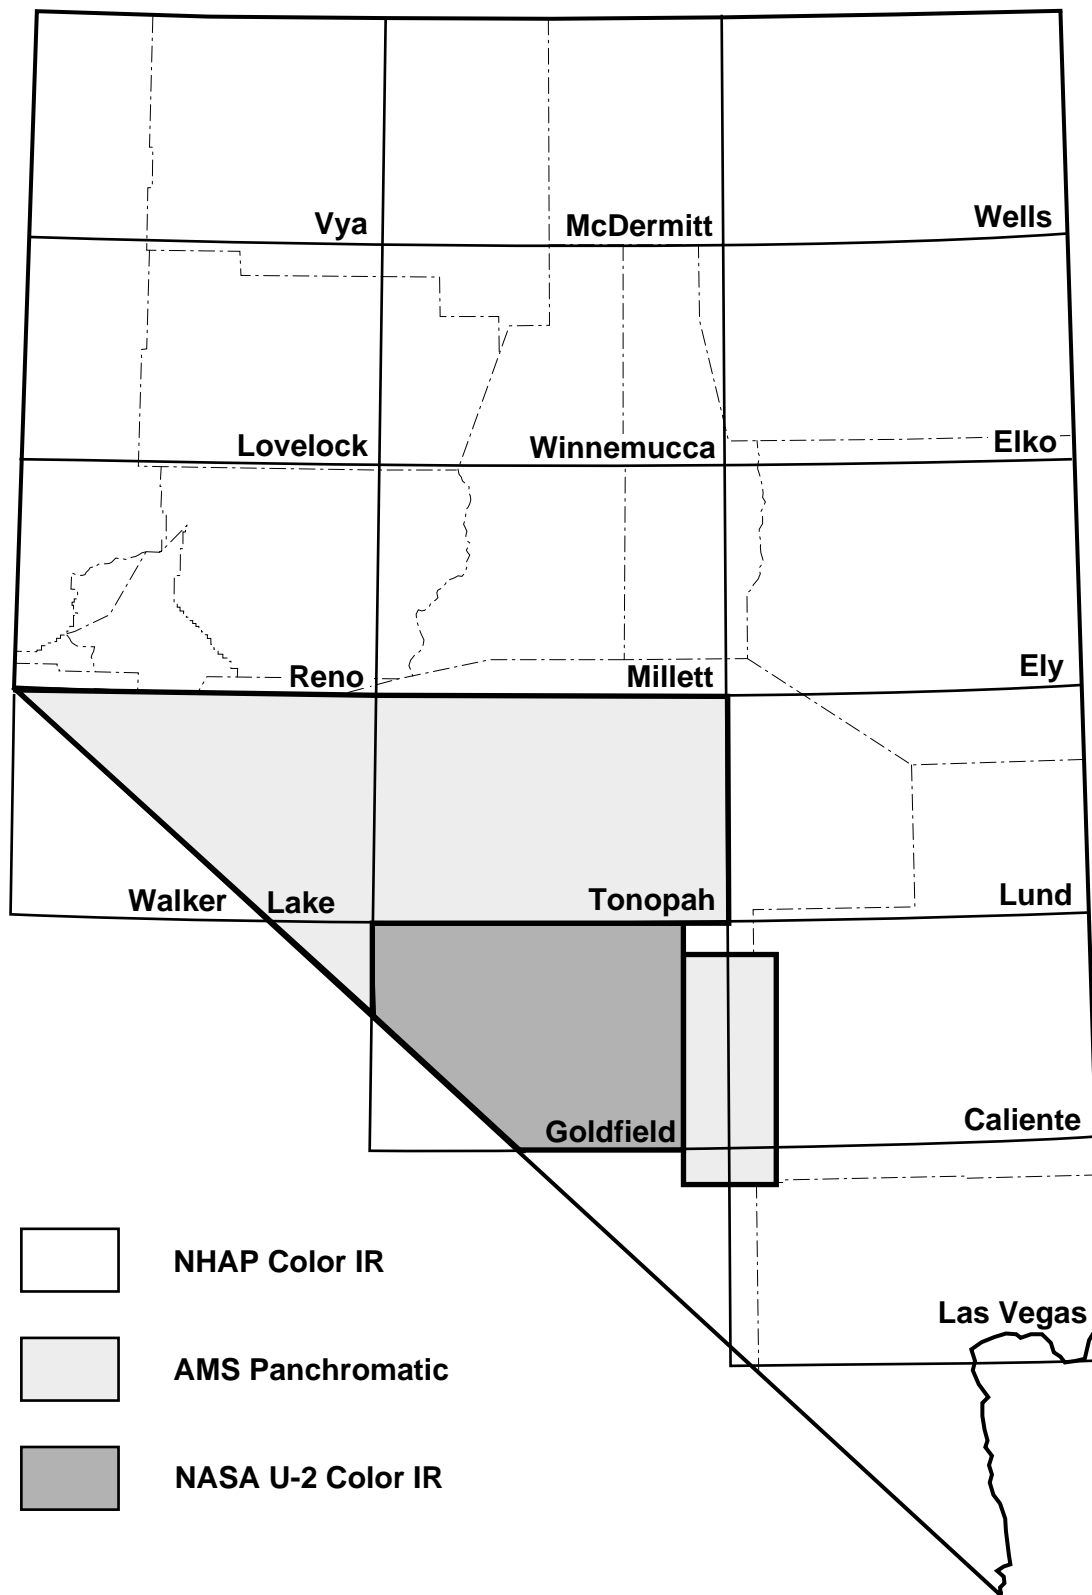 Vya
McDermitt
Wells
Lovelock
Winnemucca
Elko
Reno
Millett
Ely
Walker Lake
Tonopah
Lund
Goldfield
Caliente
NHAP Color IR
Las Vegas
AMS Panchromatic
NASA U-2 Color IR